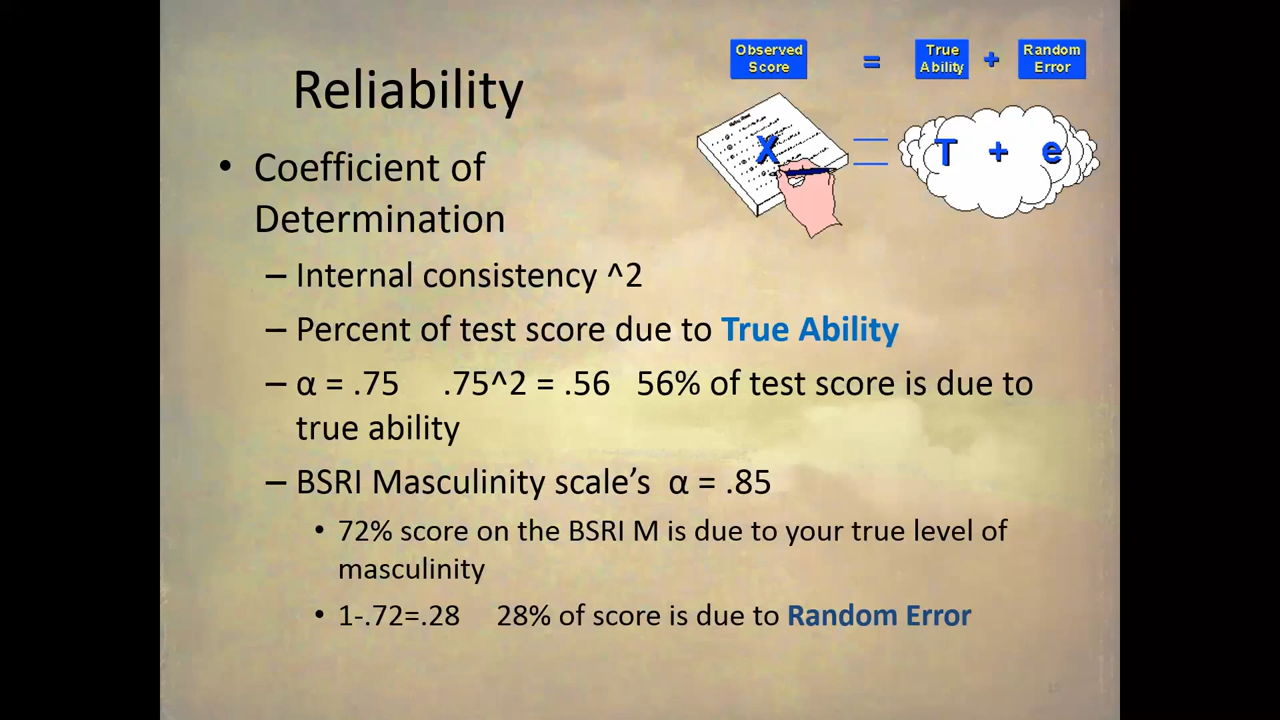 Reliability
Observed
Score
=
True
Ability
+
Random
Error
X
T + e
• Coefficient of
Determination
– Internal consistency ^2
– Percent of test score due to True Ability
– α = .75 .75^2 = .56 56% of test score is due to
true ability
– BSRI Masculinity scale’s α = .85
• 72% score on the BSRI M is due to your true level of
masculinity
• 1-.72=.28 28% of score is due to Random Error